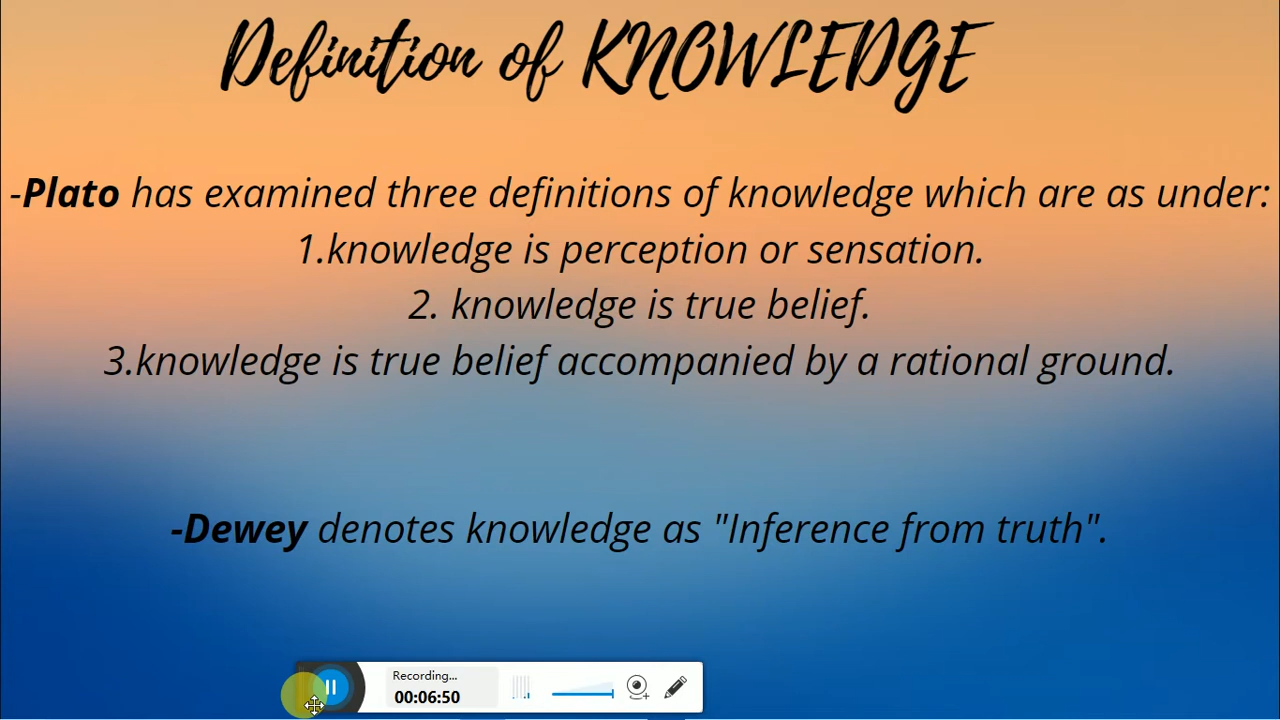 Definition of KNOWLEDGE
-Plato has examined three definitions of knowledge which are as under:
1.knowledge is perception or sensation.
2. knowledge is true belief.
3.knowledge is true belief accompanied by a rational ground.
-Dewey denotes knowledge as "Inference from truth".
Recording...
00:06:50